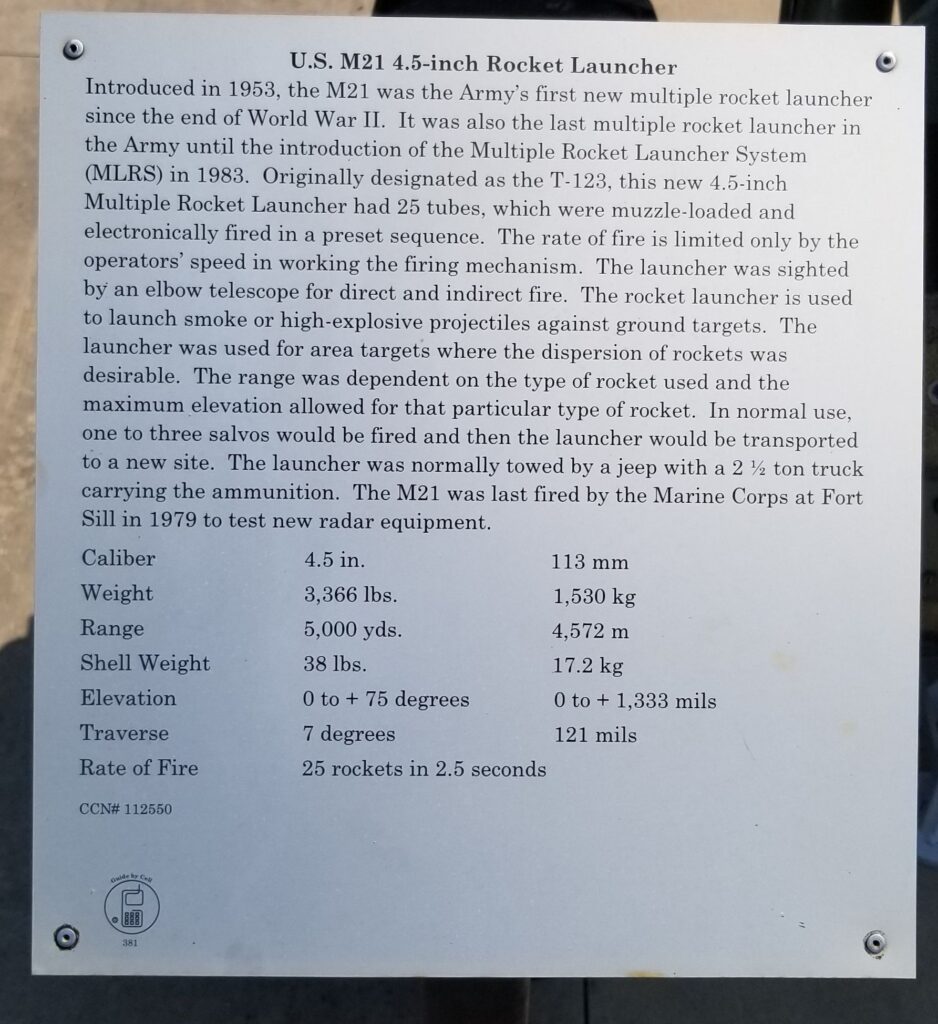 U.S. M21 4.5-inch Rocket Launcher
Introduced in 1953, the M21 was the Army's first new multiple rocket launcher
since the end of World War II.  It was also the last multiple rocket launcher in
the Army until the introduction of the Multiple Rocket Launcher System
(MLRS) in 1983.  Originally designated as the T-123, this new 4.5-inch
Multiple Rocket Launcher had 25 tubes, which were muzzle-loaded and
electronically fired in a preset sequence.  The rate of fire is limited only by the
operators' speed in working the firing mechanism.  The launcher was sighted
by an elbow telescope for direct and indirect fire.  The rocket launcher is used
to launch smoke or high-explosive projectiles against ground targets.  The
launcher was used for area targets where the dispersion of rockets was
desirable.  The range was dependent on the type of rocket used and the
maximum elevation allowed for that particular type of rocket.  In normal use,
one to three salvos would be fired and then the launcher would be transported
to a new site.  The launcher was normally towed by a jeep with a 2 ½ ton truck
carrying the ammunition.  The M21 was last fired by the Marine Corps at Fort
Sill in 1979 to test new radar equipment.
Caliber 4.5 in. 113 mm
Weight 3,366 lbs. 1,530 kg
Range 5,000 yds. 4,572 m
Shell Weight 38 lbs. 17.2 kg
Elevation 0 to + 75 degrees 0 to + 1,333 mils
Traverse 7 degrees 121 mils
Rate of Fire 25 rockets in 2.5 seconds
CCN# 112550
Guide by Cell
381